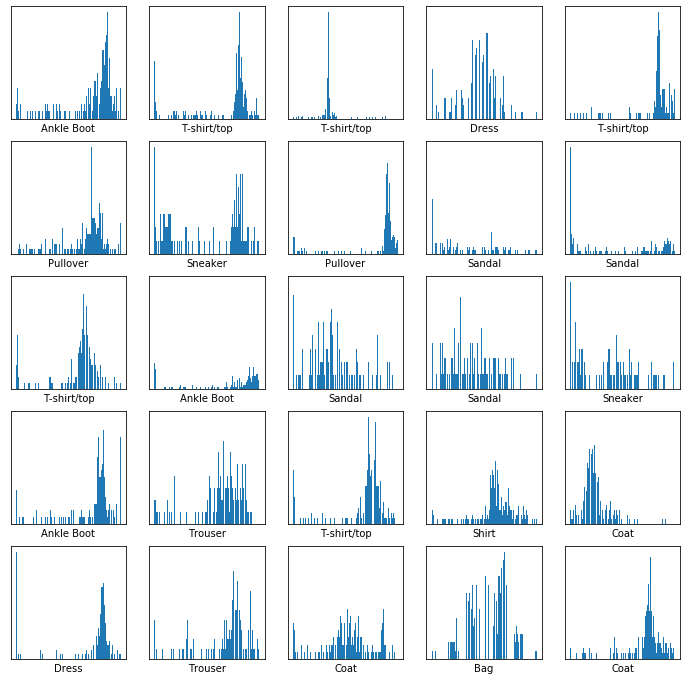 Ankle Boot
T-shirt/top
T-shirt/top
Dress
T-shirt/top
Pullover
Sneaker
Pullover
Sandal
Sandal
T-shirt/top
Ankle Boot
Sandal
Sandal
Sneaker
Ankle Boot
Trouser
T-shirt/top
Shirt
Coat
Dress
Trouser
Coat
Bag
Coat